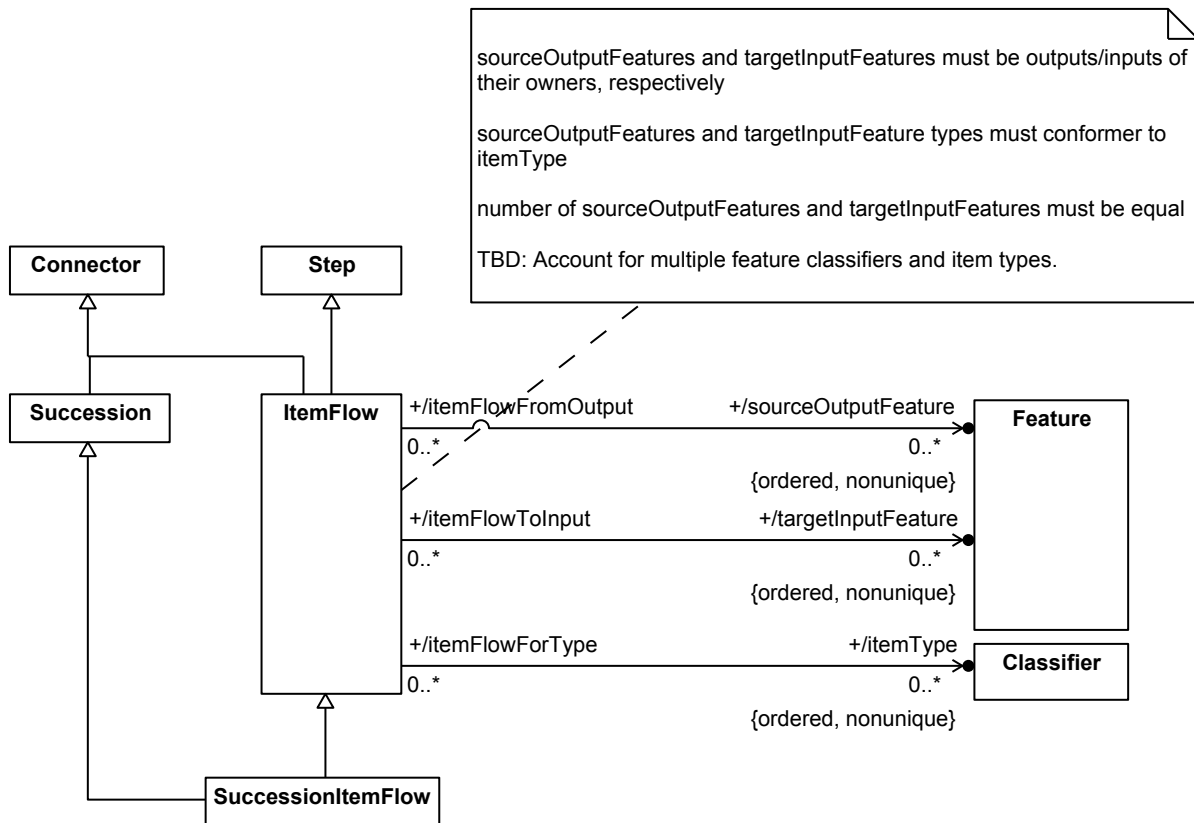 sourceOutputFeatures and targetInputFeatures must be outputs/inputs of
their owners, respectively
sourceOutputFeatures and targetInputFeature types must conformer to
itemType
number of sourceOutputFeatures and targetInputFeatures must be equal
TBD: Account for multiple feature classifiers and item types.
Connector
Step
Succession
ItemFlow
+/itemFlowFromOutput
+/sourceOutputFeature
0..*
0..*
{ordered, nonunique}
Feature
+/itemFlowToInput
+/targetInputFeature
0..*
0..*
{ordered, nonunique}
+/itemFlowForType
+/itemType
0..*
0..*
{ordered, nonunique}
Classifier
SuccessionItemFlow